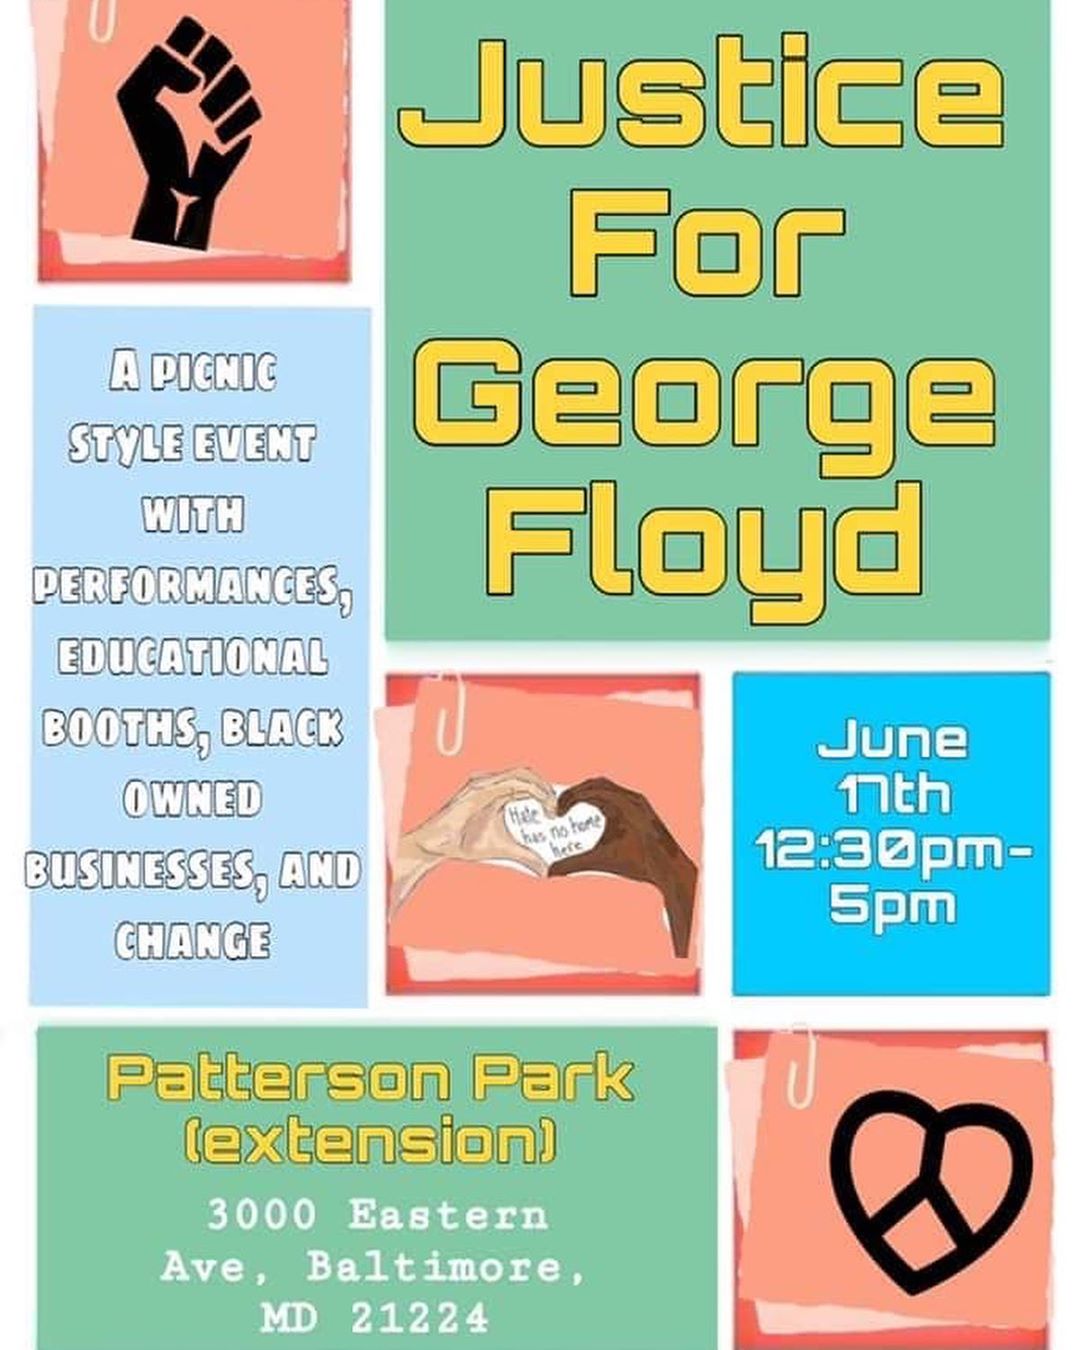 Justice
For
George
Floyd
A PICNIC
STYLE EVENT
WITH
PERFORMANCES,
EDUCATIONAL
BOOTHS, BLACK
OWNED
BUSINESSES, AND
CHANGE
Hate
has no home
here
June
17th
12:30pm-
5pm
Patterson Park
(extension)
3000 Eastern
Ave, Baltimore,
MD 21224